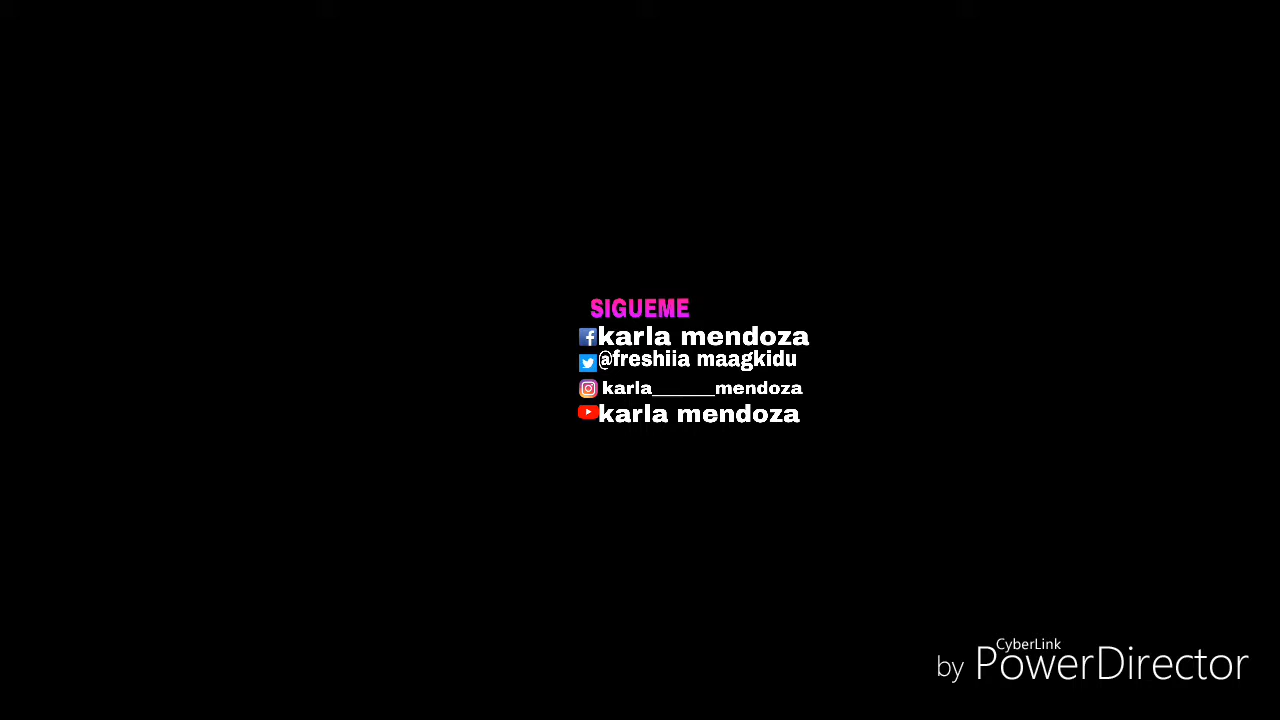 SIGUEME
karla mendoza
@freshiia maagkidu
karla_______mendoza
karla mendoza
CyberLink
by PowerDirector